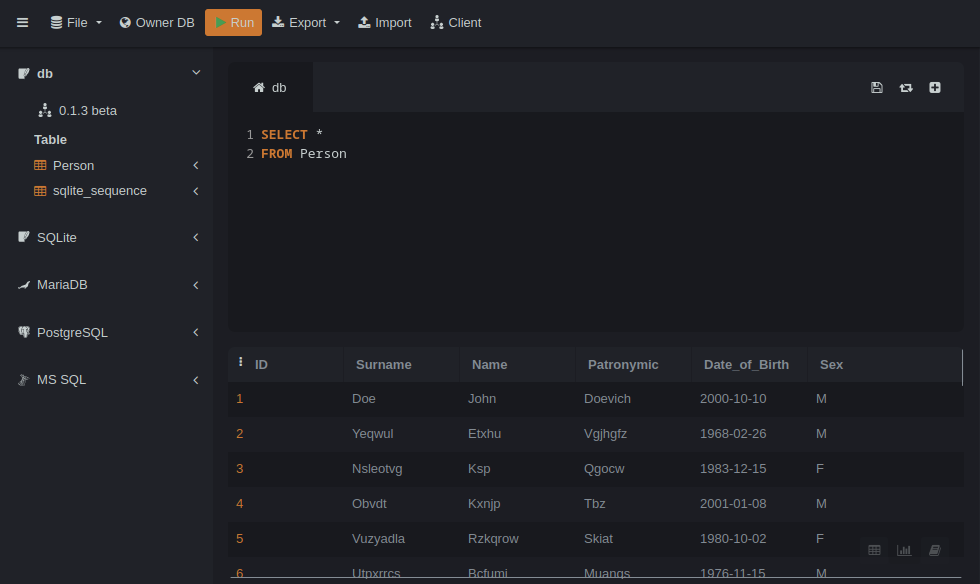 File Owner DB Run Export Import Client
db
0.1.3 beta
Table
Person
sqlite_sequence
SQLite
MariaDB
PostgreSQL
MS SQL
db
1 SELECT *
2 FROM Person
ID Surname Name Patronymic Date_of_Birth Sex
1 Doe John Doevich 2000-10-10 M
2 Yeqwul Etxhu Vgjhgfz 1968-02-26 M
3 Nsleotvg Ksp Qgocw 1983-12-15 F
4 Obvdt Kxnjp Tbz 2001-01-08 M
5 Vuzyadla Rzkqrow Skiat 1980-10-02 F
6 Utpxrrcs Bcfumi 1976-11-15 M